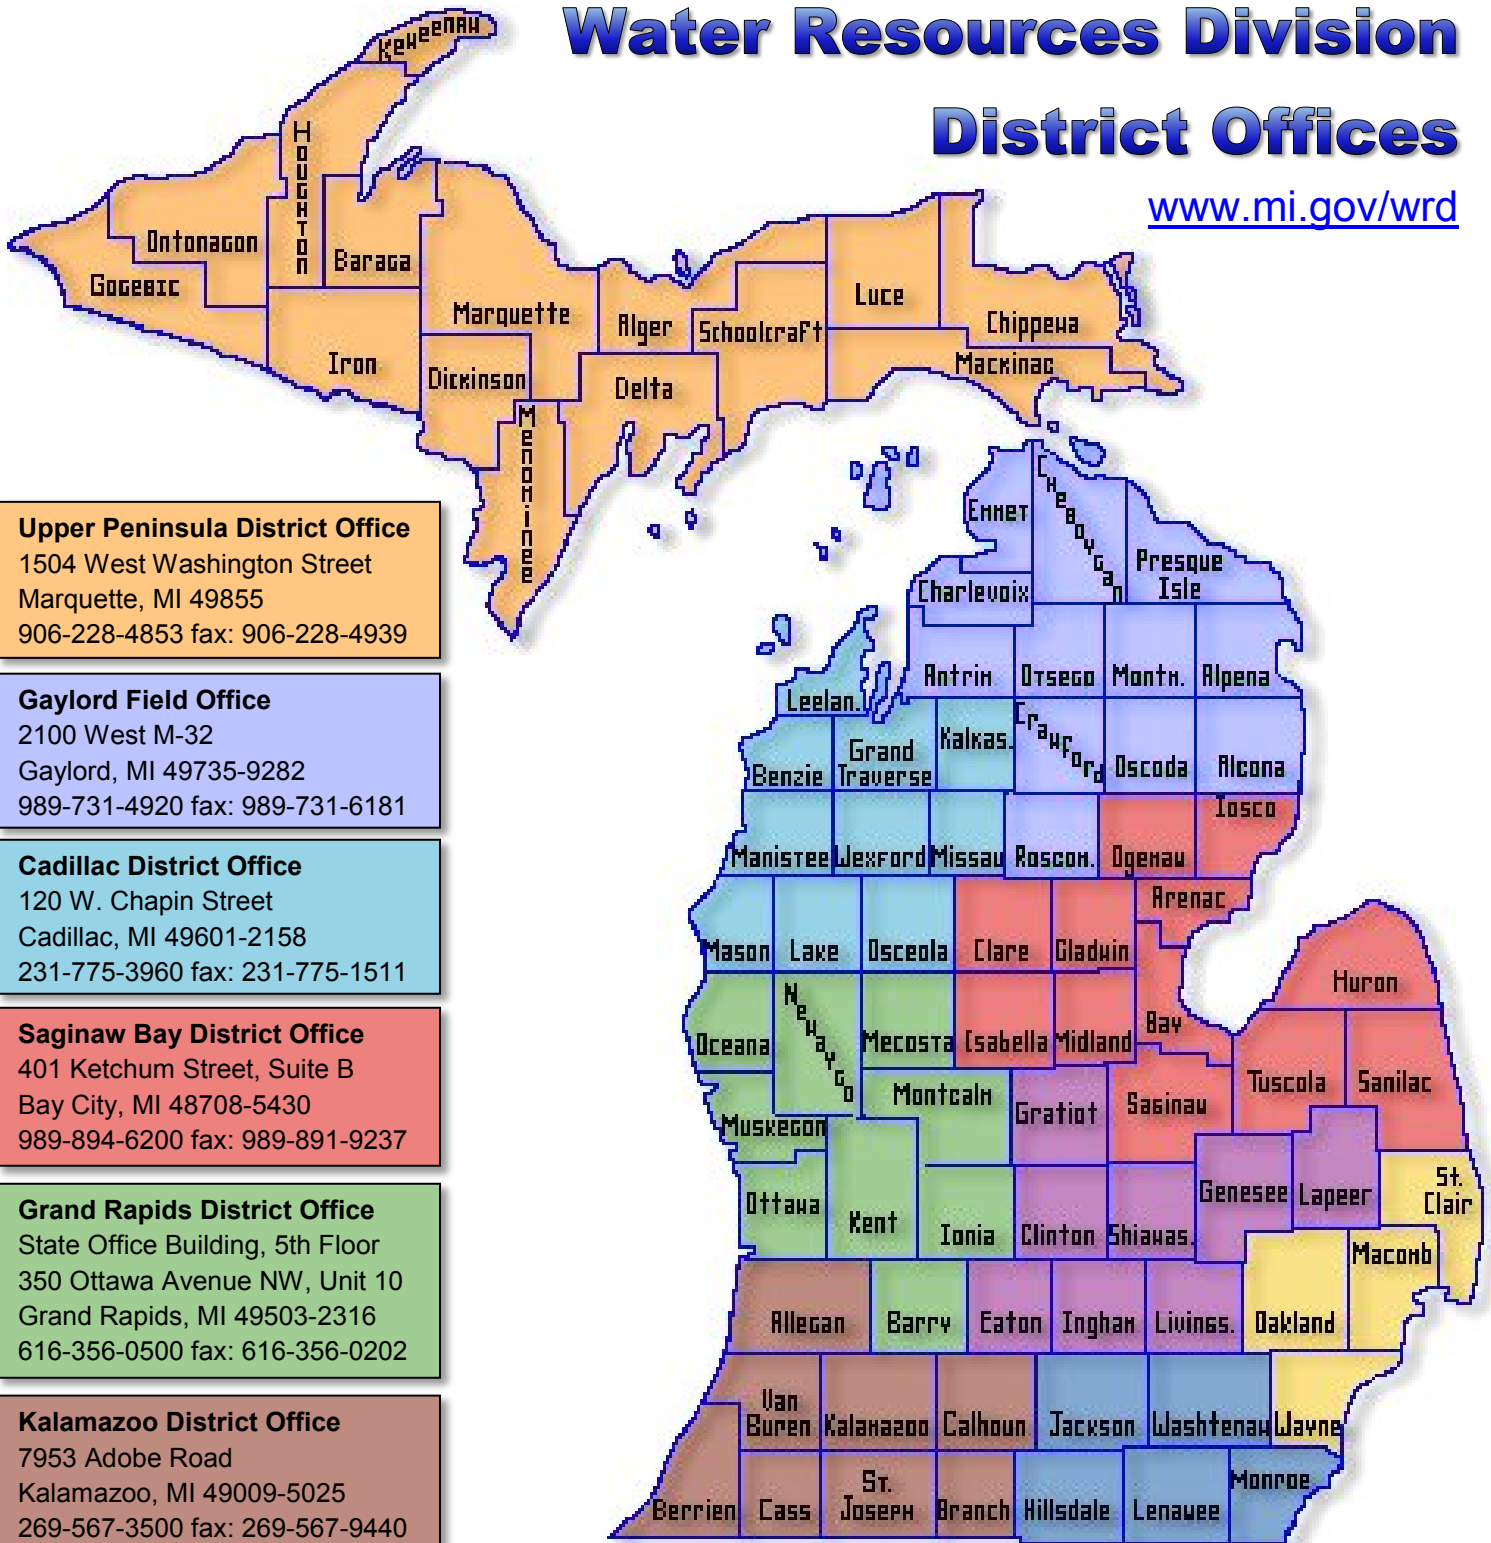 Water Resources Division
District Offices
www.mi.gov/wrd
Keweenaw
Houghton
Ontonagon
Baraga
Gogebic
Marquette
Alger
Schoolcraft
Luce
Chippewa
Iron
Dickinson
Delta
Mackinac
Menominee
Upper Peninsula District Office
1504 West Washington Street
Marquette, MI 49855
906-228-4853 fax: 906-228-4939
Gaylord Field Office
2100 West M-32
Gaylord, MI 49735-9282
989-731-4920 fax: 989-731-6181
Cadillac District Office
120 W. Chapin Street
Cadillac, MI 49601-2158
231-775-3960 fax: 231-775-1511
Saginaw Bay District Office
401 Ketchum Street, Suite B
Bay City, MI 48708-5430
989-894-6200 fax: 989-891-9237
Grand Rapids District Office
State Office Building, 5th Floor
350 Ottawa Avenue NW, Unit 10
Grand Rapids, MI 49503-2316
616-356-0500 fax: 616-356-0202
Kalamazoo District Office
7953 Adobe Road
Kalamazoo, MI 49009-5025
269-567-3500 fax: 269-567-9440
Emmet
Cheboygan
Presque
Isle
Charlevoix
Antrim
Otsego
Montm.
Alpena
Leelan.
Benzie
Grand
Traverse
Kalkas.
Crawford
Oscoda
Alcona
Manistee
Wexford
Missau
Roscom.
Ogemaw
Iosco
Arenac
Mason
Lake
Osceola
Clare
Gladwin
Huron
Oceana
Newaygo
Mecosta
Isabella
Midland
Bay
Tuscola
Sanilac
Muskegon
Montcalm
Gratiot
Saginaw
Ottawa
Kent
Ionia
Clinton
Shiawas.
Genesee
Lapeer
St.
Clair
Macomb
Allegan
Barry
Eaton
Ingham
Livings.
Oakland
Van
Buren
Kalamazoo
Calhoun
Jackson
Washtenaw
Wayne
Berrien
Cass
St.
Joseph
Branch
Hillsdale
Lenawee
Monroe